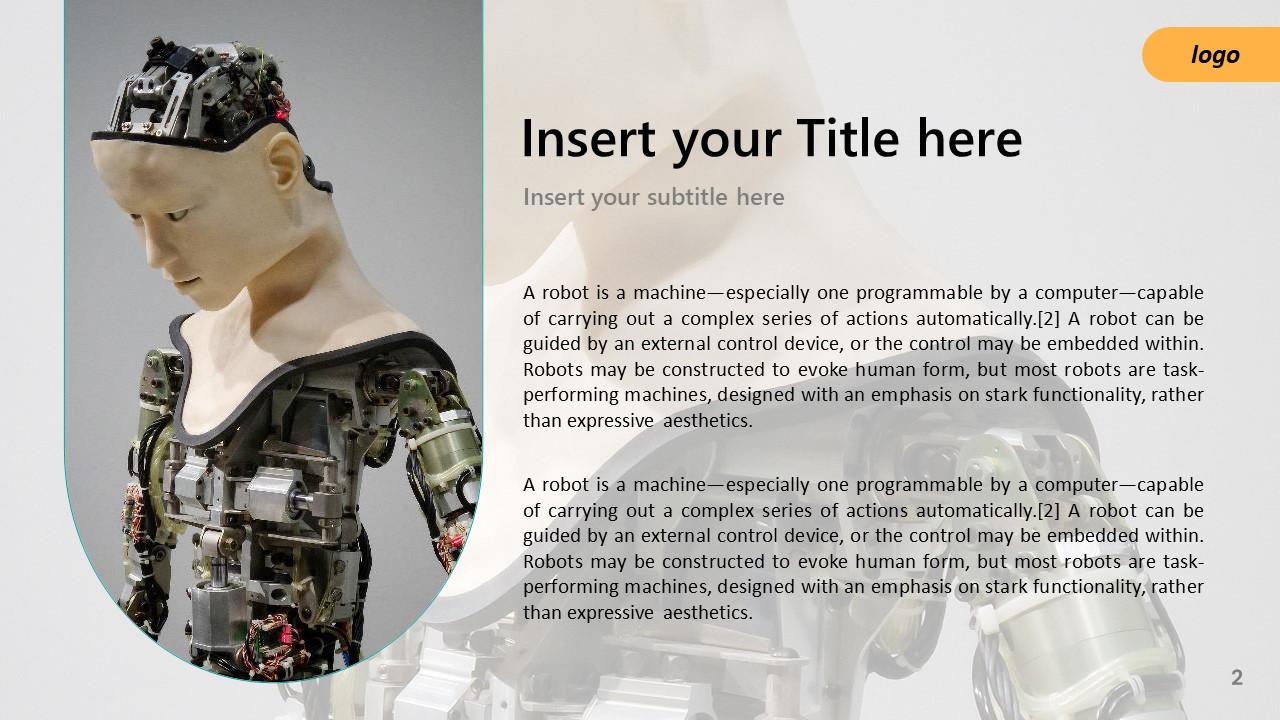 logo
Insert your Title here
Insert your subtitle here
A robot is a machine—especially one programmable by a computer—capable
of carrying out a complex series of actions automatically.[2] A robot can be
guided by an external control device, or the control may be embedded within.
Robots may be constructed to evoke human form, but most robots are task-
performing machines, designed with an emphasis on stark functionality, rather
than expressive aesthetics.
A robot is a machine—especially one programmable by a computer—capable
of carrying out a complex series of actions automatically.[2] A robot can be
guided by an external control device, or the control may be embedded within.
Robots may be constructed to evoke human form, but most robots are task-
performing machines, designed with an emphasis on stark functionality, rather
than expressive aesthetics.
2